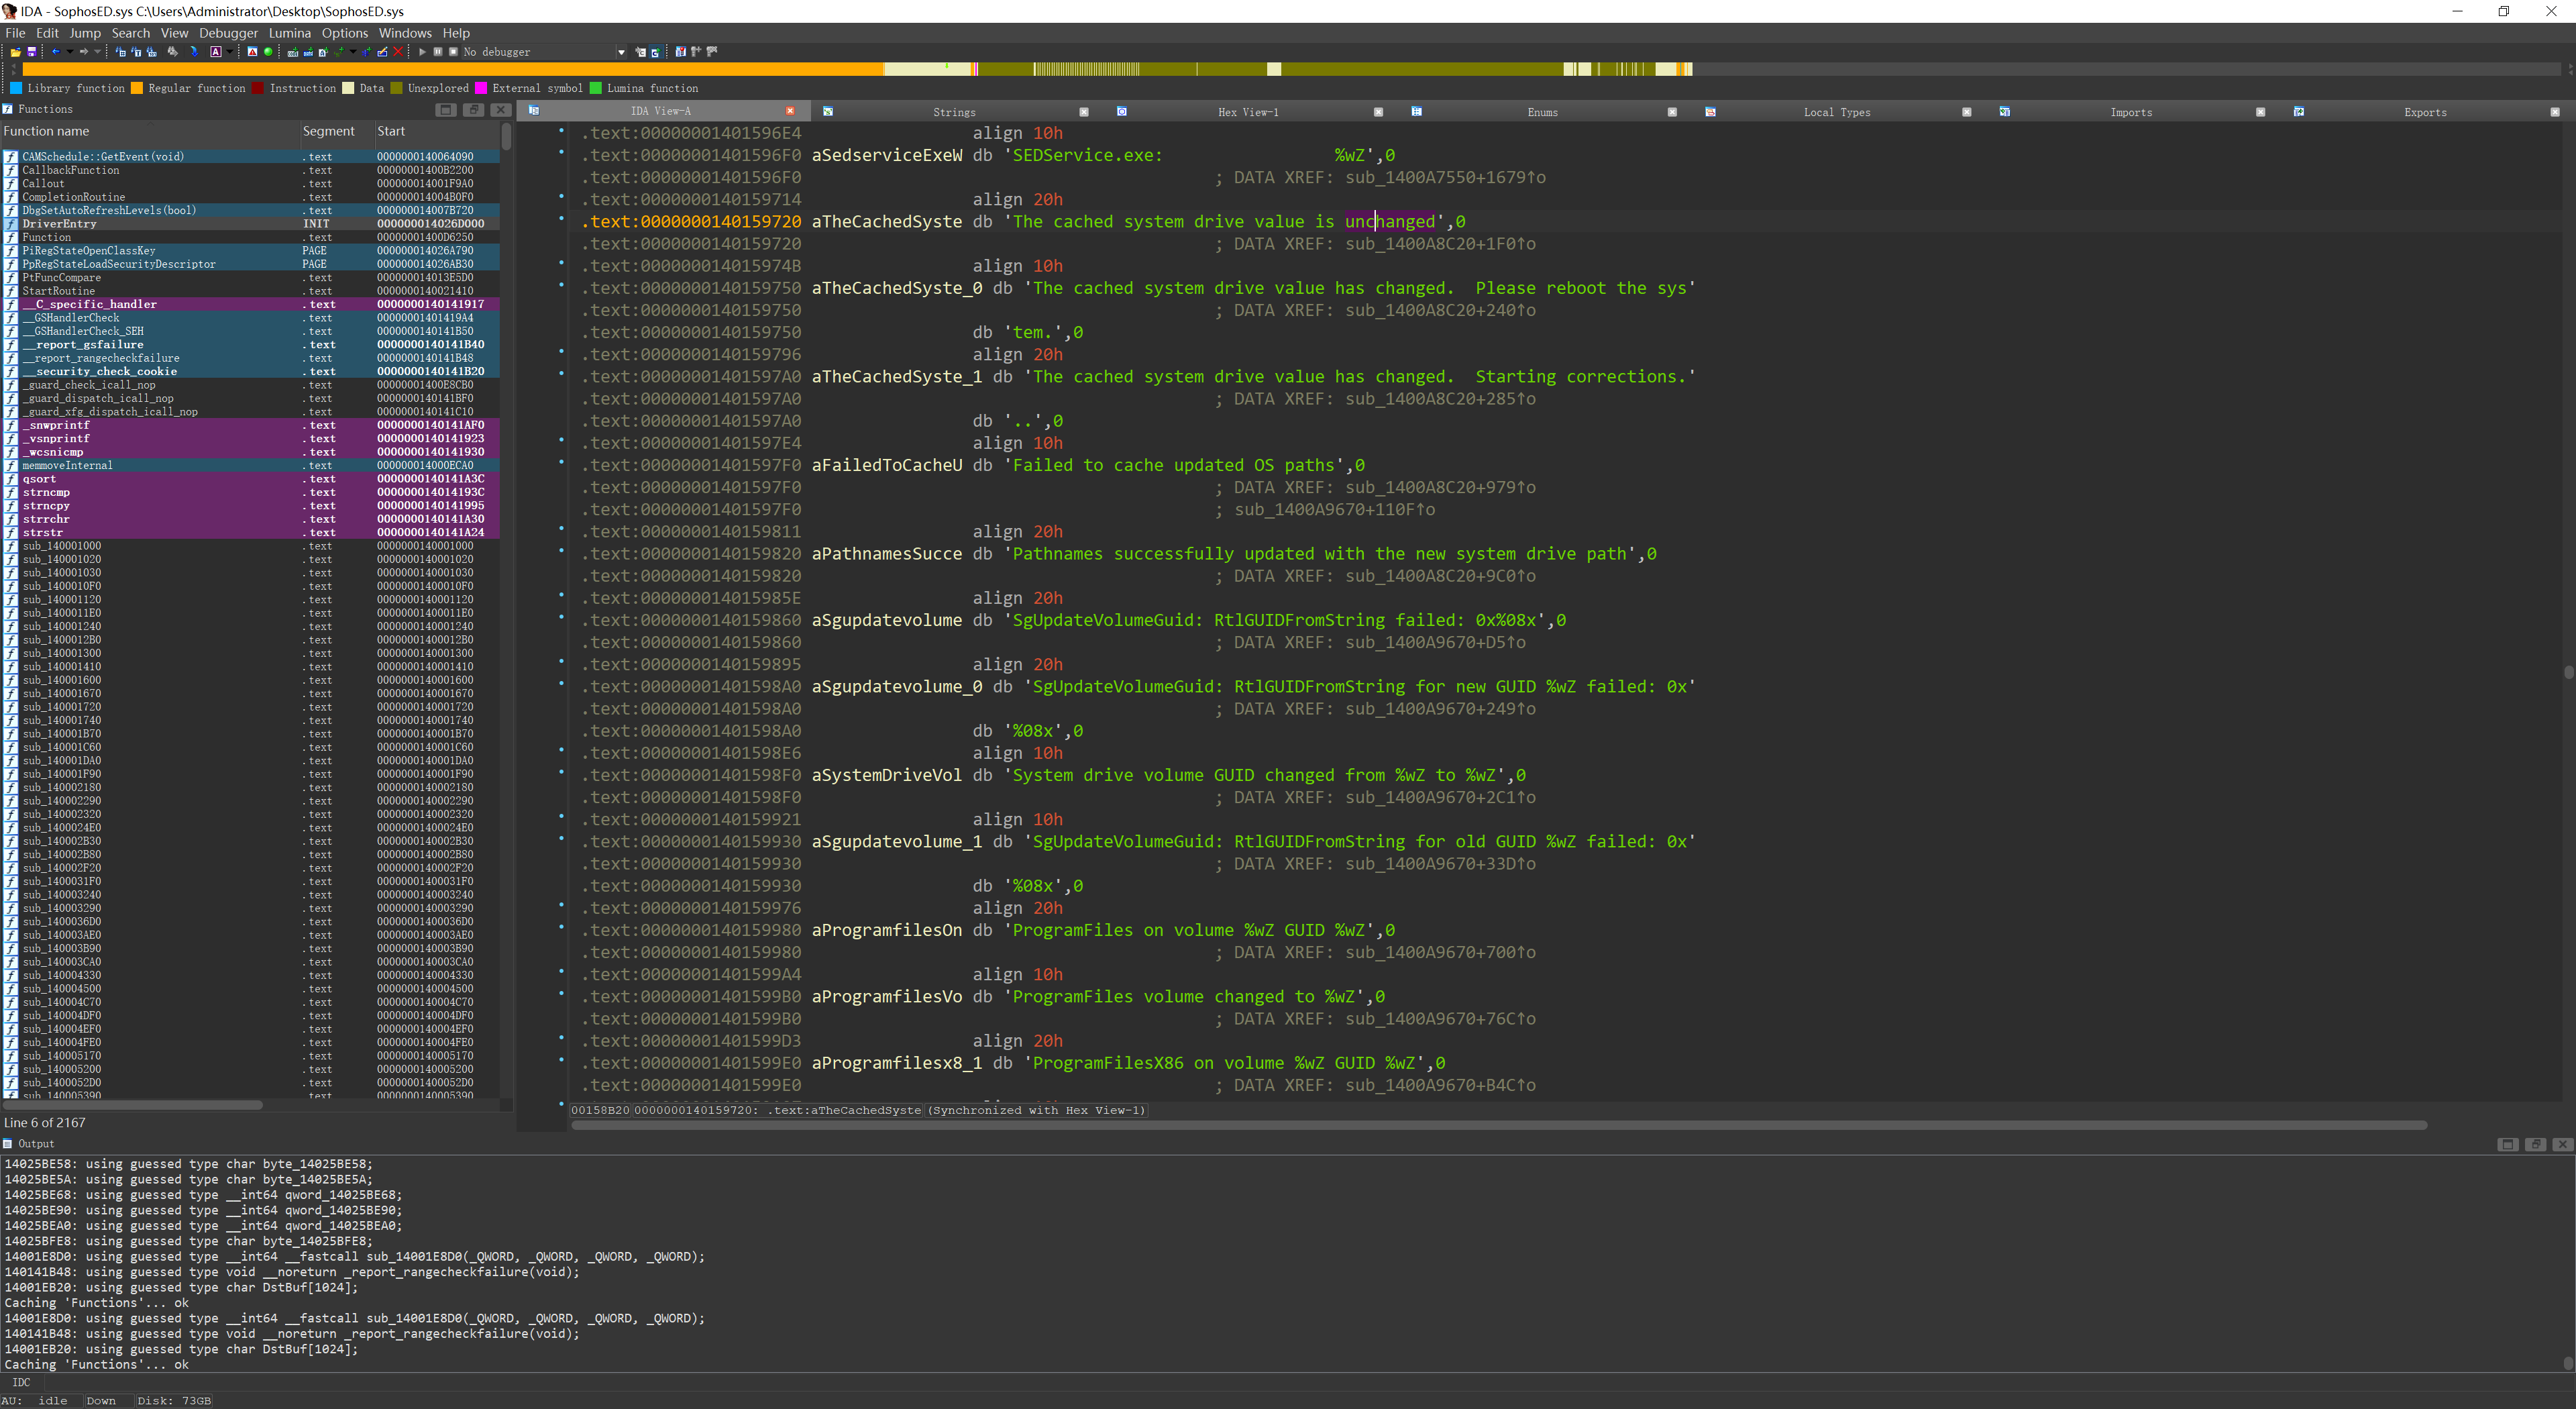 IDA - SophosED.sys C:\Users\Administrator\Desktop\SophosED.sys
File Edit Jump Search View Debugger Lumina Options Windows Help
No debugger
Library function Regular function Instruction Data Unexplored External symbol Lumina function
Functions
Function name Segment Start
CAMSchedule::GetEvent(void) .text 0000000140064090
CallbackFunction .text 00000001400B2200
Callout .text 000000014001F9A0
CompletionRoutine .text 000000014004B0F0
DbgSetAutoRefreshLevels(bool) .text 000000014007B720
DriverEntry INIT 000000014026D000
Function .text 00000001400D6250
PiRegStateOpenClassKey PAGE 000000014026A790
PpRegStateLoadSecurityDescriptor PAGE 000000014026AB30
PtFuncCompare .text 000000014013E5D0
StartRoutine .text 0000000140021410
__C_specific_handler .text 0000000140141917
__GSHandlerCheck .text 00000001401419A4
__GSHandlerCheck_SEH .text 0000000140141B50
__report_gsfailure .text 0000000140141B40
__report_rangecheckfailure .text 0000000140141B48
__security_check_cookie .text 0000000140141B20
_guard_check_icall_nop .text 00000001400E8CB0
_guard_dispatch_icall_nop .text 0000000140141BF0
_guard_xfg_dispatch_icall_nop .text 0000000140141C10
_snwprintf .text 0000000140141AF0
_vsnprintf .text 0000000140141923
_wcsnicmp .text 0000000140141930
memmoveInternal .text 000000014000ECA0
qsort .text 0000000140141A3C
strncmp .text 000000014014193C
strncpy .text 0000000140141995
strrchr .text 0000000140141A30
strstr .text 0000000140141A24
sub_140001000 .text 0000000140001000
sub_140001020 .text 0000000140001020
sub_140001030 .text 0000000140001030
sub_1400010F0 .text 00000001400010F0
sub_140001120 .text 0000000140001120
sub_1400011E0 .text 00000001400011E0
sub_140001240 .text 0000000140001240
sub_1400012B0 .text 00000001400012B0
sub_140001300 .text 0000000140001300
sub_140001410 .text 0000000140001410
sub_140001600 .text 0000000140001600
sub_140001670 .text 0000000140001670
sub_140001720 .text 0000000140001720
sub_140001740 .text 0000000140001740
sub_140001B70 .text 0000000140001B70
sub_140001C60 .text 0000000140001C60
sub_140001DA0 .text 0000000140001DA0
sub_140001F90 .text 0000000140001F90
sub_140002180 .text 0000000140002180
sub_140002290 .text 0000000140002290
sub_140002320 .text 0000000140002320
sub_1400024E0 .text 00000001400024E0
sub_140002B30 .text 0000000140002B30
sub_140002B80 .text 0000000140002B80
sub_140002F20 .text 0000000140002F20
sub_1400031F0 .text 00000001400031F0
sub_140003240 .text 0000000140003240
sub_140003290 .text 0000000140003290
sub_1400036D0 .text 00000001400036D0
sub_140003AE0 .text 0000000140003AE0
sub_140003B90 .text 0000000140003B90
sub_140003CA0 .text 0000000140003CA0
sub_140004330 .text 0000000140004330
sub_140004500 .text 0000000140004500
sub_140004C70 .text 0000000140004C70
sub_140004DF0 .text 0000000140004DF0
sub_140004EF0 .text 0000000140004EF0
sub_140004FE0 .text 0000000140004FE0
sub_140005170 .text 0000000140005170
sub_140005200 .text 0000000140005200
sub_1400052D0 .text 00000001400052D0
sub_140005390 .text 0000000140005390
Line 6 of 2167
IDA View-A Strings Hex View-1 Enums Local Types Imports Exports
.text:00000001401596E4 align 10h
.text:00000001401596F0 aSedserviceExeW db 'SEDService.exe: %wZ',0
.text:00000001401596F0 ; DATA XREF: sub_1400A7550+1679↑o
.text:0000000140159714 align 20h
.text:0000000140159720 aTheCachedSyste db 'The cached system drive value is unchanged',0
.text:0000000140159720 ; DATA XREF: sub_1400A8C20+1F0↑o
.text:000000014015974B align 10h
.text:0000000140159750 aTheCachedSyste_0 db 'The cached system drive value has changed.  Please reboot the sys'
.text:0000000140159750 ; DATA XREF: sub_1400A8C20+240↑o
.text:0000000140159750 db 'tem.',0
.text:0000000140159796 align 20h
.text:00000001401597A0 aTheCachedSyste_1 db 'The cached system drive value has changed.  Starting corrections.'
.text:00000001401597A0 ; DATA XREF: sub_1400A8C20+285↑o
.text:00000001401597A0 db '..',0
.text:00000001401597E4 align 10h
.text:00000001401597F0 aFailedToCacheU db 'Failed to cache updated OS paths',0
.text:00000001401597F0 ; DATA XREF: sub_1400A8C20+979↑o
.text:00000001401597F0 ; sub_1400A9670+110F↑o
.text:0000000140159811 align 20h
.text:0000000140159820 aPathnamesSucce db 'Pathnames successfully updated with the new system drive path',0
.text:0000000140159820 ; DATA XREF: sub_1400A8C20+9C0↑o
.text:000000014015985E align 20h
.text:0000000140159860 aSgupdatevolume db 'SgUpdateVolumeGuid: RtlGUIDFromString failed: 0x%08x',0
.text:0000000140159860 ; DATA XREF: sub_1400A9670+D5↑o
.text:0000000140159895 align 20h
.text:00000001401598A0 aSgupdatevolume_0 db 'SgUpdateVolumeGuid: RtlGUIDFromString for new GUID %wZ failed: 0x'
.text:00000001401598A0 ; DATA XREF: sub_1400A9670+249↑o
.text:00000001401598A0 db '%08x',0
.text:00000001401598E6 align 10h
.text:00000001401598F0 aSystemDriveVol db 'System drive volume GUID changed from %wZ to %wZ',0
.text:00000001401598F0 ; DATA XREF: sub_1400A9670+2C1↑o
.text:0000000140159921 align 10h
.text:0000000140159930 aSgupdatevolume_1 db 'SgUpdateVolumeGuid: RtlGUIDFromString for old GUID %wZ failed: 0x'
.text:0000000140159930 ; DATA XREF: sub_1400A9670+33D↑o
.text:0000000140159930 db '%08x',0
.text:0000000140159976 align 20h
.text:0000000140159980 aProgramfilesOn db 'ProgramFiles on volume %wZ GUID %wZ',0
.text:0000000140159980 ; DATA XREF: sub_1400A9670+700↑o
.text:00000001401599A4 align 10h
.text:00000001401599B0 aProgramfilesVo db 'ProgramFiles volume changed to %wZ',0
.text:00000001401599B0 ; DATA XREF: sub_1400A9670+76C↑o
.text:00000001401599D3 align 20h
.text:00000001401599E0 aProgramfilesx8_1 db 'ProgramFilesX86 on volume %wZ GUID %wZ',0
.text:00000001401599E0 ; DATA XREF: sub_1400A9670+B4C↑o
00158B20 0000000140159720: .text:aTheCachedSyste (Synchronized with Hex View-1)
Output
14025BE58: using guessed type char byte_14025BE58;
14025BE5A: using guessed type char byte_14025BE5A;
14025BE68: using guessed type __int64 qword_14025BE68;
14025BE90: using guessed type __int64 qword_14025BE90;
14025BEA0: using guessed type __int64 qword_14025BEA0;
14025BFE8: using guessed type char byte_14025BFE8;
14001E8D0: using guessed type __int64 __fastcall sub_14001E8D0(_QWORD, _QWORD, _QWORD, _QWORD);
140141B48: using guessed type void __noreturn _report_rangecheckfailure(void);
14001EB20: using guessed type char DstBuf[1024];
Caching 'Functions'... ok
14001E8D0: using guessed type __int64 __fastcall sub_14001E8D0(_QWORD, _QWORD, _QWORD, _QWORD);
140141B48: using guessed type void __noreturn _report_rangecheckfailure(void);
14001EB20: using guessed type char DstBuf[1024];
Caching 'Functions'... ok
IDC
AU: idle Down Disk: 73GB